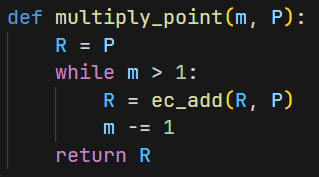 def multiply_point(m, P):
    R = P
    while m > 1:
        R = ec_add(R, P)
        m -= 1
    return R